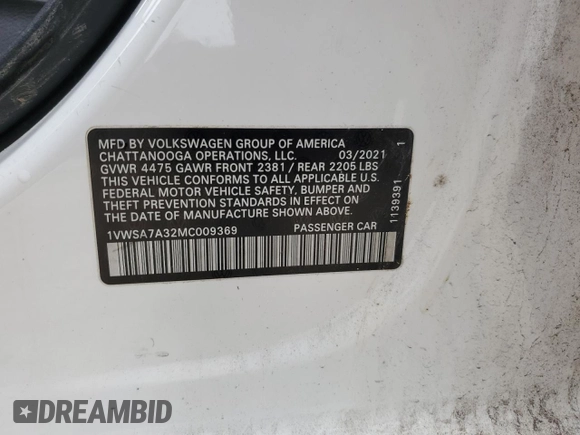 MFD BY VOLKSWAGEN GROUP OF AMERICA
CHATTANOOGA OPERATIONS, LLC. 03/2021
GVWR 4475 GAWR FRONT 2381 / REAR 2205 LBS
THIS VEHICLE CONFORMS TO ALL APPLICABLE U.S.
FEDERAL MOTOR VEHICLE SAFETY, BUMPER AND
THEFT PREVENTION STANDARDS IN EFFECT ON THE
DATE OF MANUFACTURE SHOWN ABOVE.
1VWSA7A32MC009369 PASSENGER CAR
1139391 1
DREAMBID